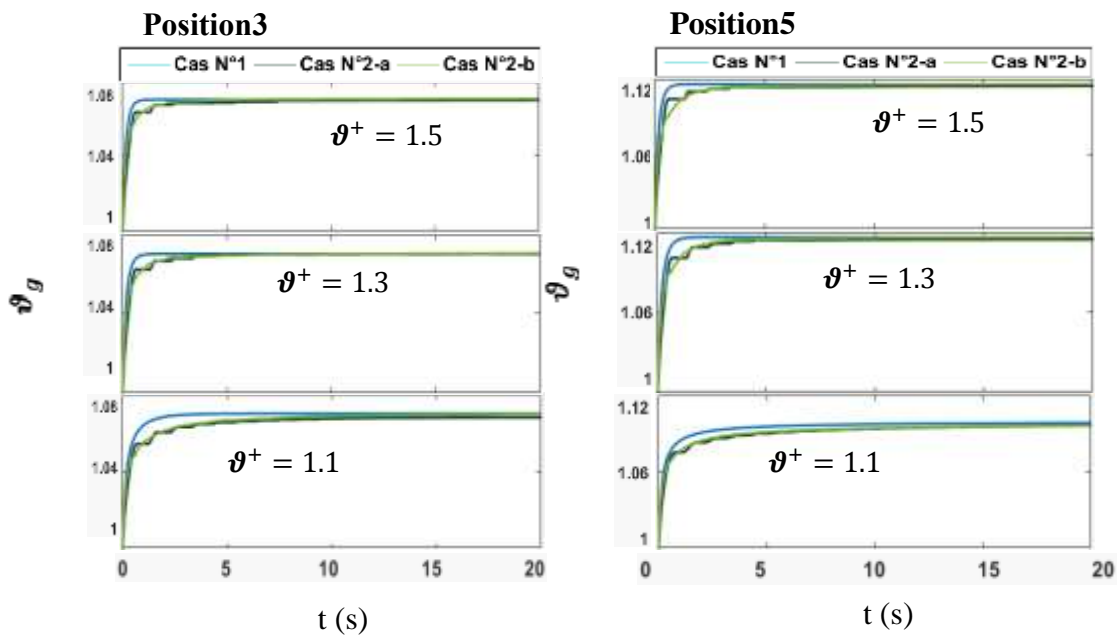 Position3
Cas N°1 Cas N°2-a Cas N°2-b
1.06
1.04
1
𝝑⁺ = 1.5
1.06
1.04
1
𝝑⁺ = 1.3
1.06
1.04
1
𝝑⁺ = 1.1
𝝑g
0 5 10 15 20
t (s)
Position5
Cas N°1 Cas N°2-a Cas N°2-b
1.12
1.06
1
𝝑⁺ = 1.5
1.12
1.06
1
𝝑⁺ = 1.3
1.12
1.06
1
𝝑⁺ = 1.1
𝝑g
0 5 10 15 20
t (s)